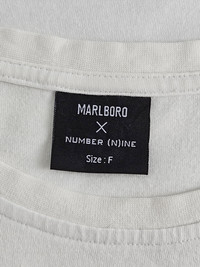 MARLBORO
X
NUMBER (N)INE
Size : F